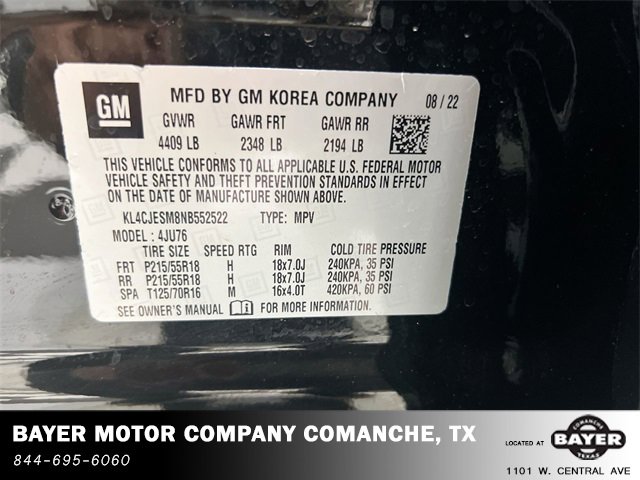 GM
MFD BY GM KOREA COMPANY 08 / 22
GVWR GAWR FRT GAWR RR
4409 LB 2348 LB 2194 LB
THIS VEHICLE CONFORMS TO ALL APPLICABLE U.S. FEDERAL MOTOR
VEHICLE SAFETY AND THEFT PREVENTION STANDARDS IN EFFECT
ON THE DATE OF MANUFACTURE SHOWN ABOVE.
KL4CJESM8NB552522 TYPE: MPV
MODEL : 4JU76
TIRE SIZE SPEED RTG RIM COLD TIRE PRESSURE
FRT P215/55R18 H 18x7.0J 240KPA, 35 PSI
RR P215/55R18 H 18x7.0J 240KPA, 35 PSI
SPA T125/70R16 M 16x4.0T 420KPA, 60 PSI
SEE OWNER'S MANUAL i FOR MORE INFORMATION.
BAYER MOTOR COMPANY COMANCHE, TX
844-695-6060
LOCATED AT
COMANCHE
BAYER
TEXAS
1101 W. CENTRAL AVE